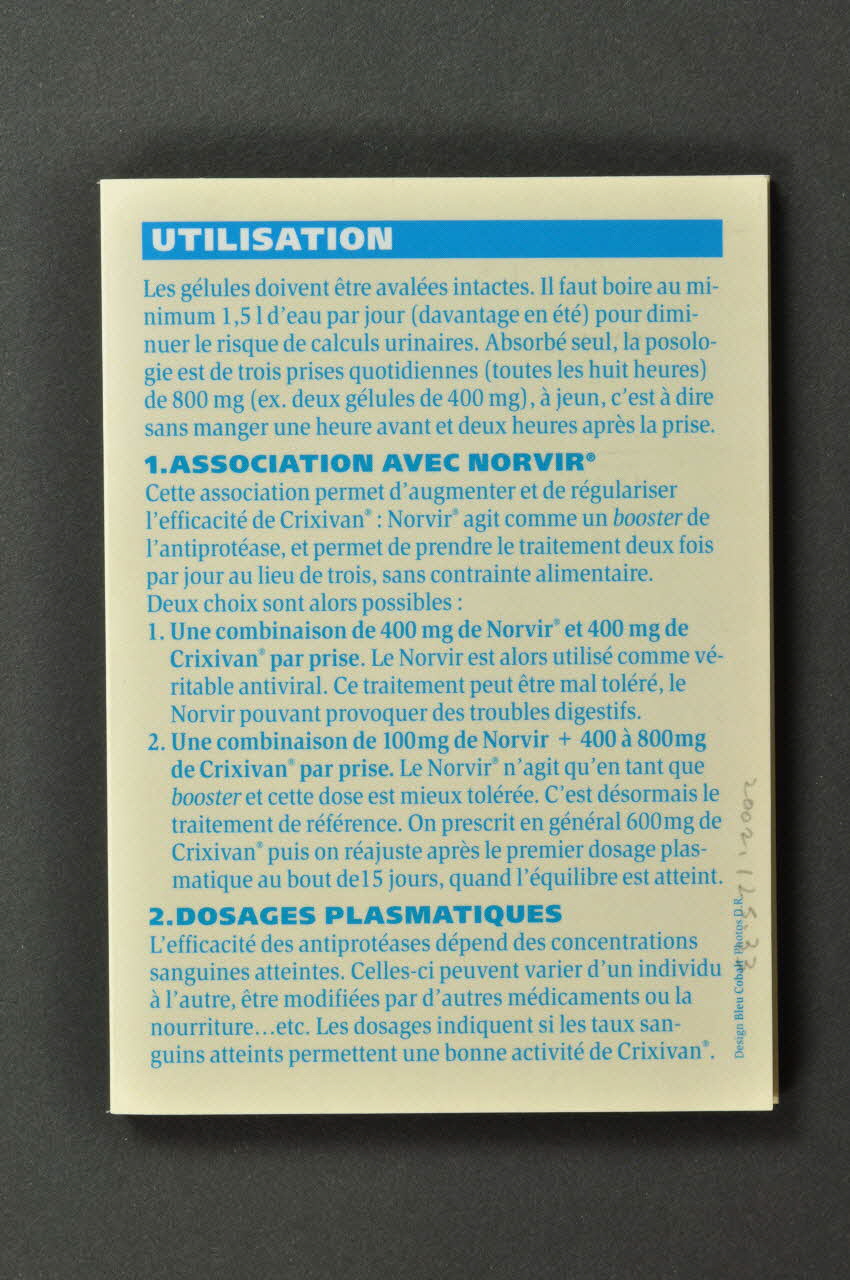 UTILISATION
Les gélules doivent être avalées intactes. Il faut boire au mi-
nimum 1,5 l d'eau par jour (davantage en été) pour dimi-
nuer le risque de calculs urinaires. Absorbé seul, la posolo-
gie est de trois prises quotidiennes (toutes les huit heures)
de 800 mg (ex. deux gélules de 400 mg), à jeun, c'est à dire
sans manger une heure avant et deux heures après la prise.
1.ASSOCIATION AVEC NORVIR®
Cette association permet d'augmenter et de régulariser
l'efficacité de Crixivan® : Norvir® agit comme un booster de
l'antiprotéase, et permet de prendre le traitement deux fois
par jour au lieu de trois, sans contrainte alimentaire.
Deux choix sont alors possibles :
1. Une combinaison de 400 mg de Norvir® et 400 mg de
Crixivan® par prise. Le Norvir est alors utilisé comme vé-
ritable antiviral. Ce traitement peut être mal toléré, le
Norvir pouvant provoquer des troubles digestifs.
2. Une combinaison de 100mg de Norvir + 400 à 800mg
de Crixivan® par prise. Le Norvir® n'agit qu'en tant que
booster et cette dose est mieux tolérée. C'est désormais le
traitement de référence. On prescrit en général 600mg de
Crixivan® puis on réajuste après le premier dosage plas-
matique au bout de15 jours, quand l'équilibre est atteint.
2.DOSAGES PLASMATIQUES
L'efficacité des antiprotéases dépend des concentrations
sanguines atteintes. Celles-ci peuvent varier d'un individu
à l'autre, être modifiées par d'autres médicaments ou la
nourriture...etc. Les dosages indiquent si les taux san-
guins atteints permettent une bonne activité de Crixivan®.
Design Bleu Cobalt Photos D.R.
2002.125.33